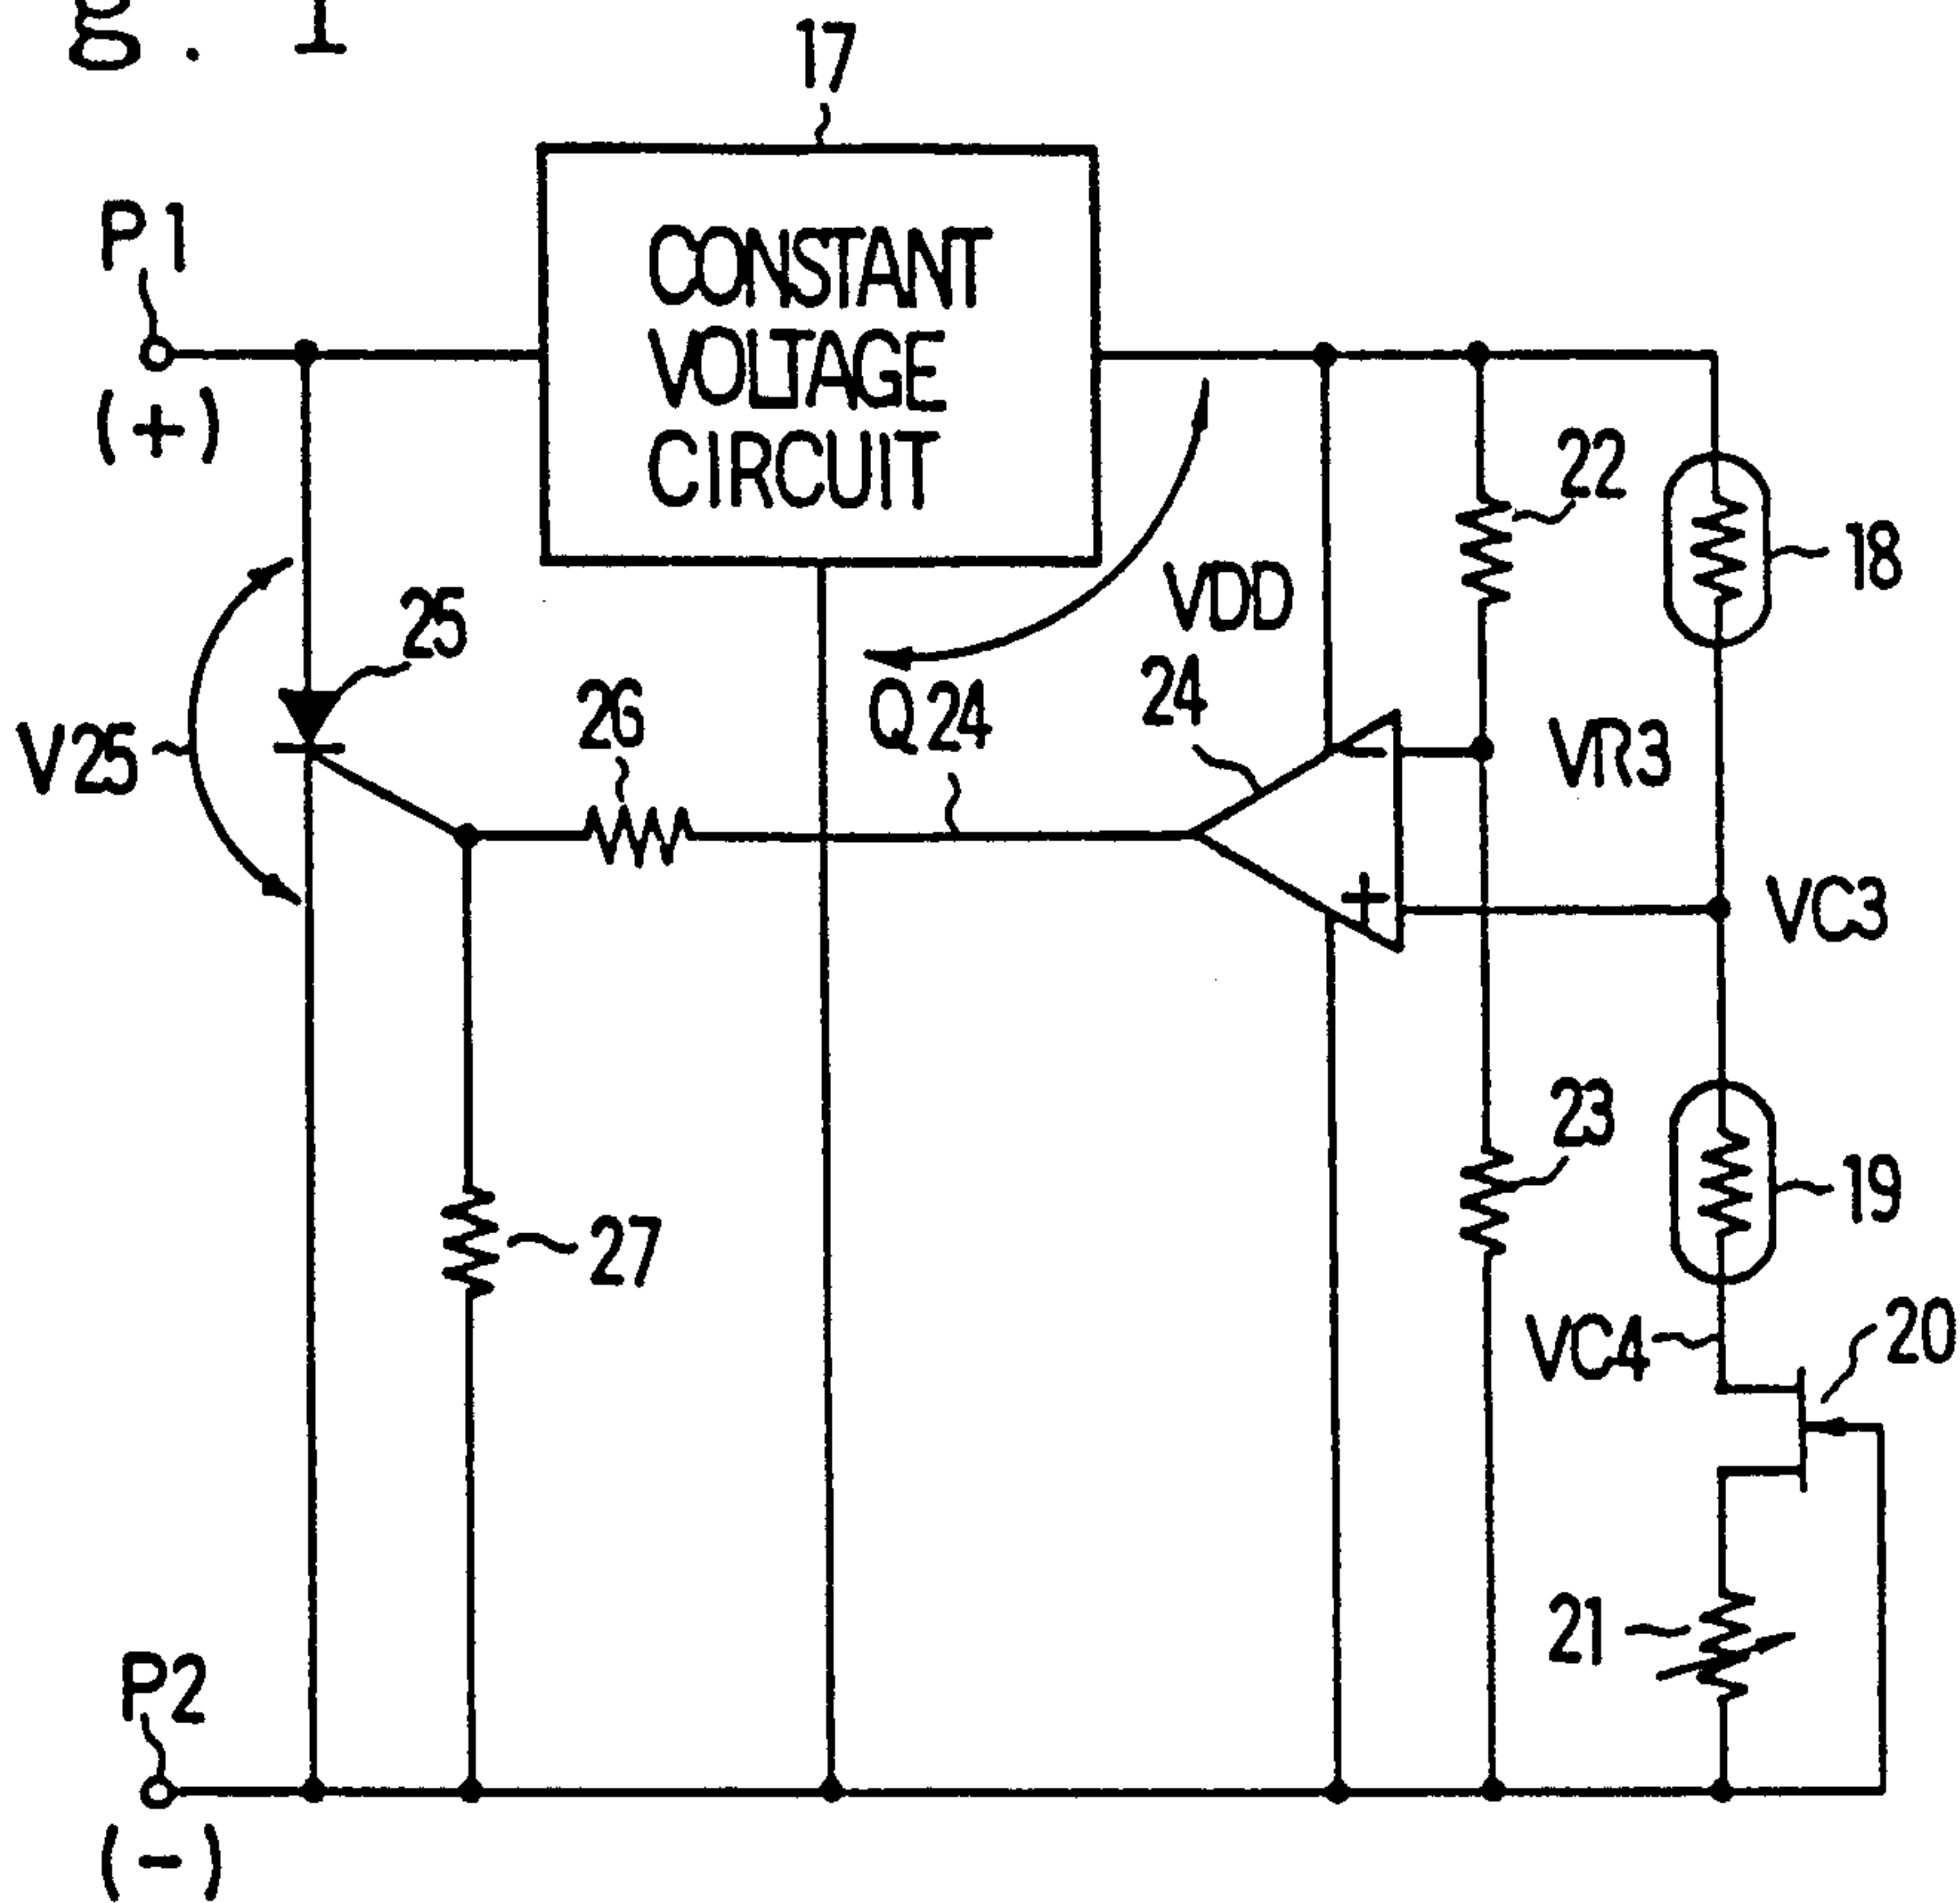 g. 1
17
P1
(+)
CONSTANT
VOLTAGE
CIRCUIT
22
18
25
VDD
26
Q24
24
V25
VR3
+
VC3
23
19
27
VC4
20
21
P2
(-)